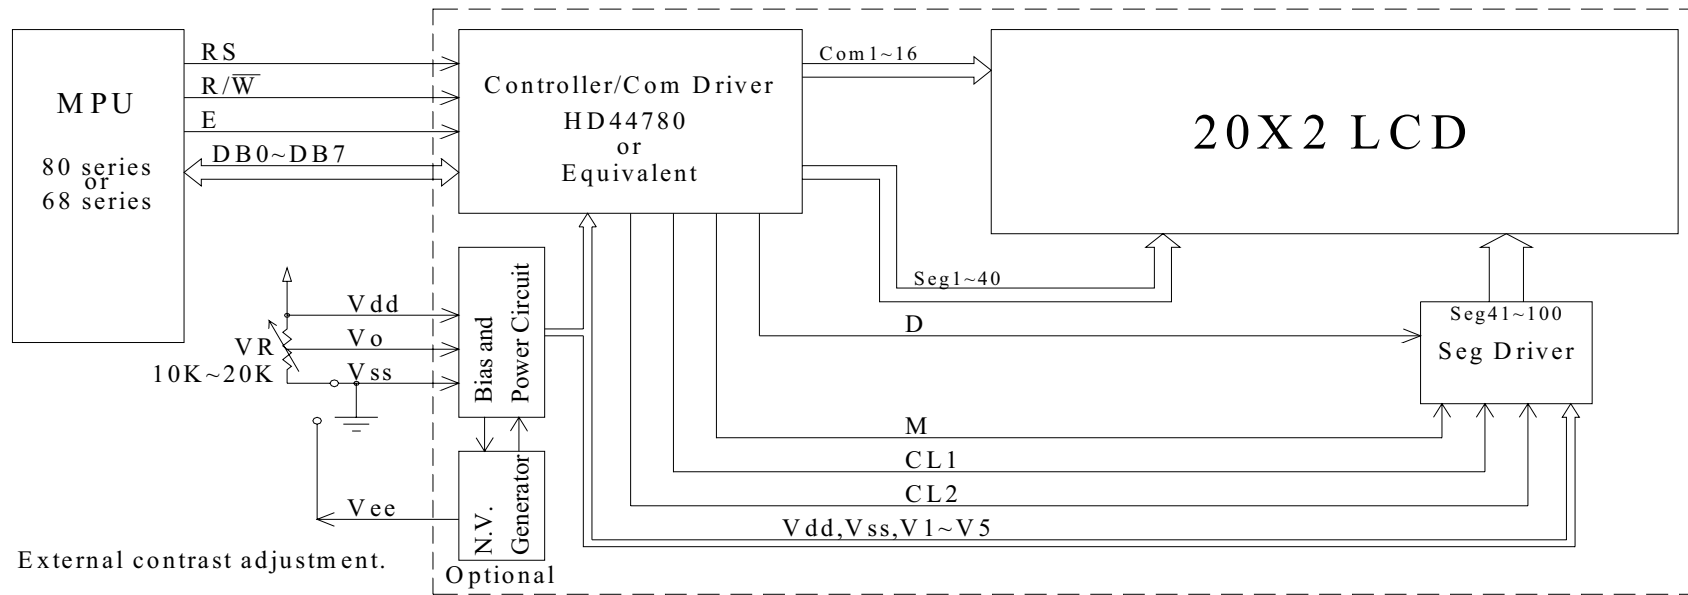 MPU
80 series
or
68 series
RS
R/W̅
E
DB0~DB7
Controller/Com Driver
HD44780
or
Equivalent
Com1~16
20X2 LCD
Seg1~40
Seg41~100
Seg Driver
D
M
CL1
CL2
Vdd,Vss,V1~V5
Vdd
Vo
Vss
VR
10K~20K
Bias and
Power Circuit
N.V.
Generator
Vee
Optional
External contrast adjustment.